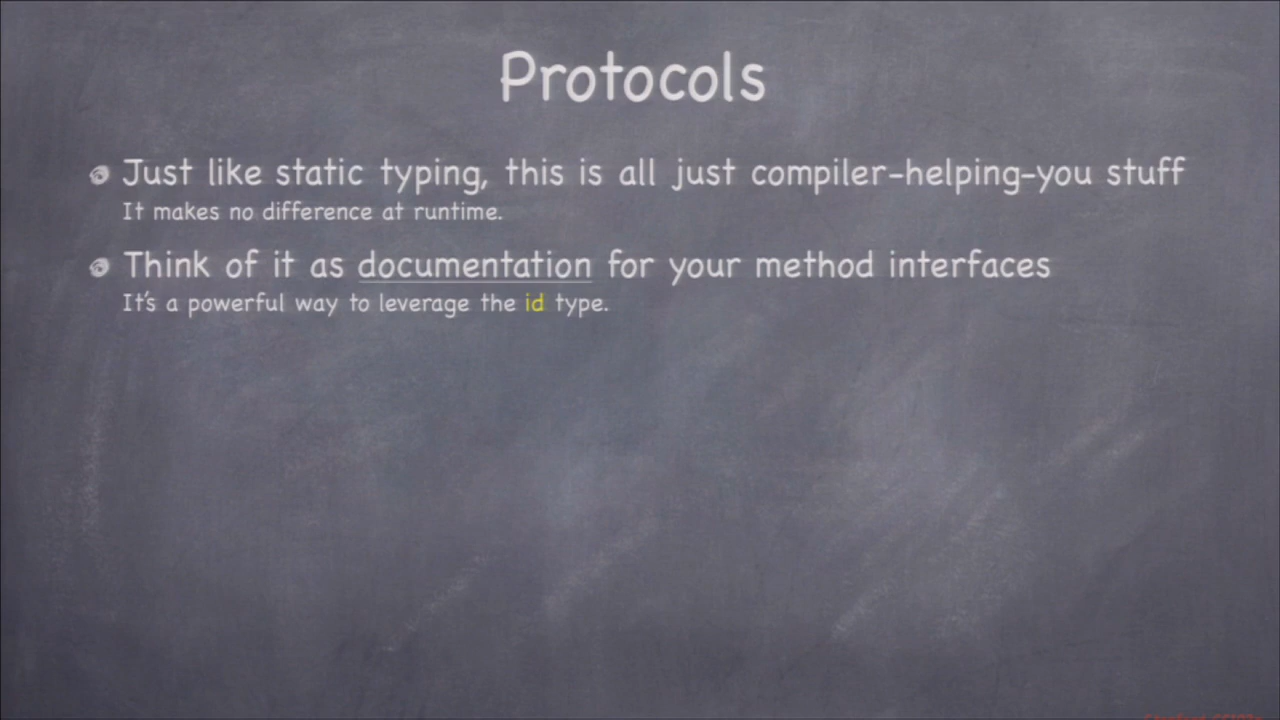 Protocols
Just like static typing, this is all just compiler-helping-you stuff
It makes no difference at runtime.
Think of it as documentation for your method interfaces
It's a powerful way to leverage the id type.